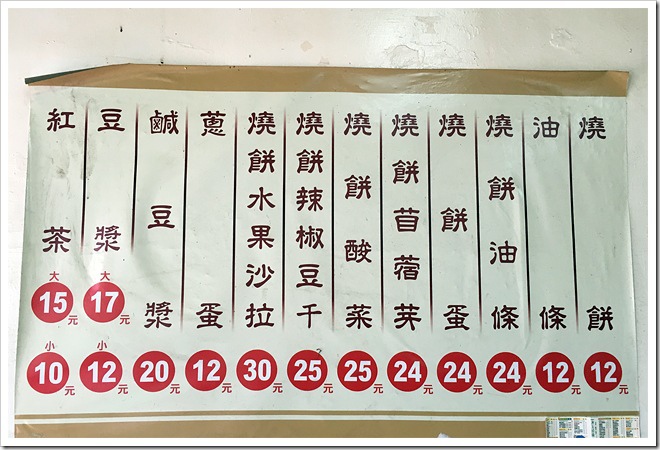 燒餅 12元
油條 12元
燒餅油條 24元
燒餅蛋 24元
燒餅苜蓿芽 24元
燒餅酸菜 25元
燒餅辣椒豆干 25元
燒餅水果沙拉 30元
蔥蛋 12元
鹹豆漿 20元
豆漿 大 17元 小 12元
紅茶 大 15元 小 10元